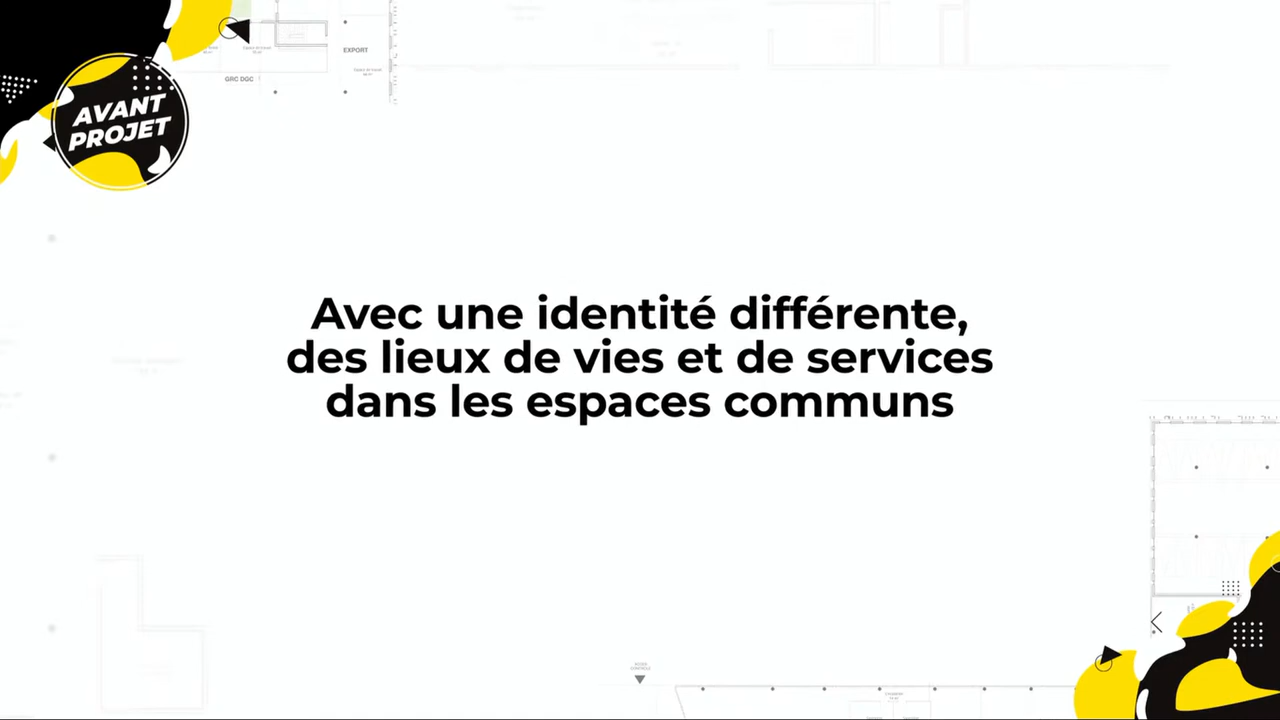 AVANT
PROJET
EXPORT
GRC DGC
Avec une identité différente,
des lieux de vies et de services
dans les espaces communs